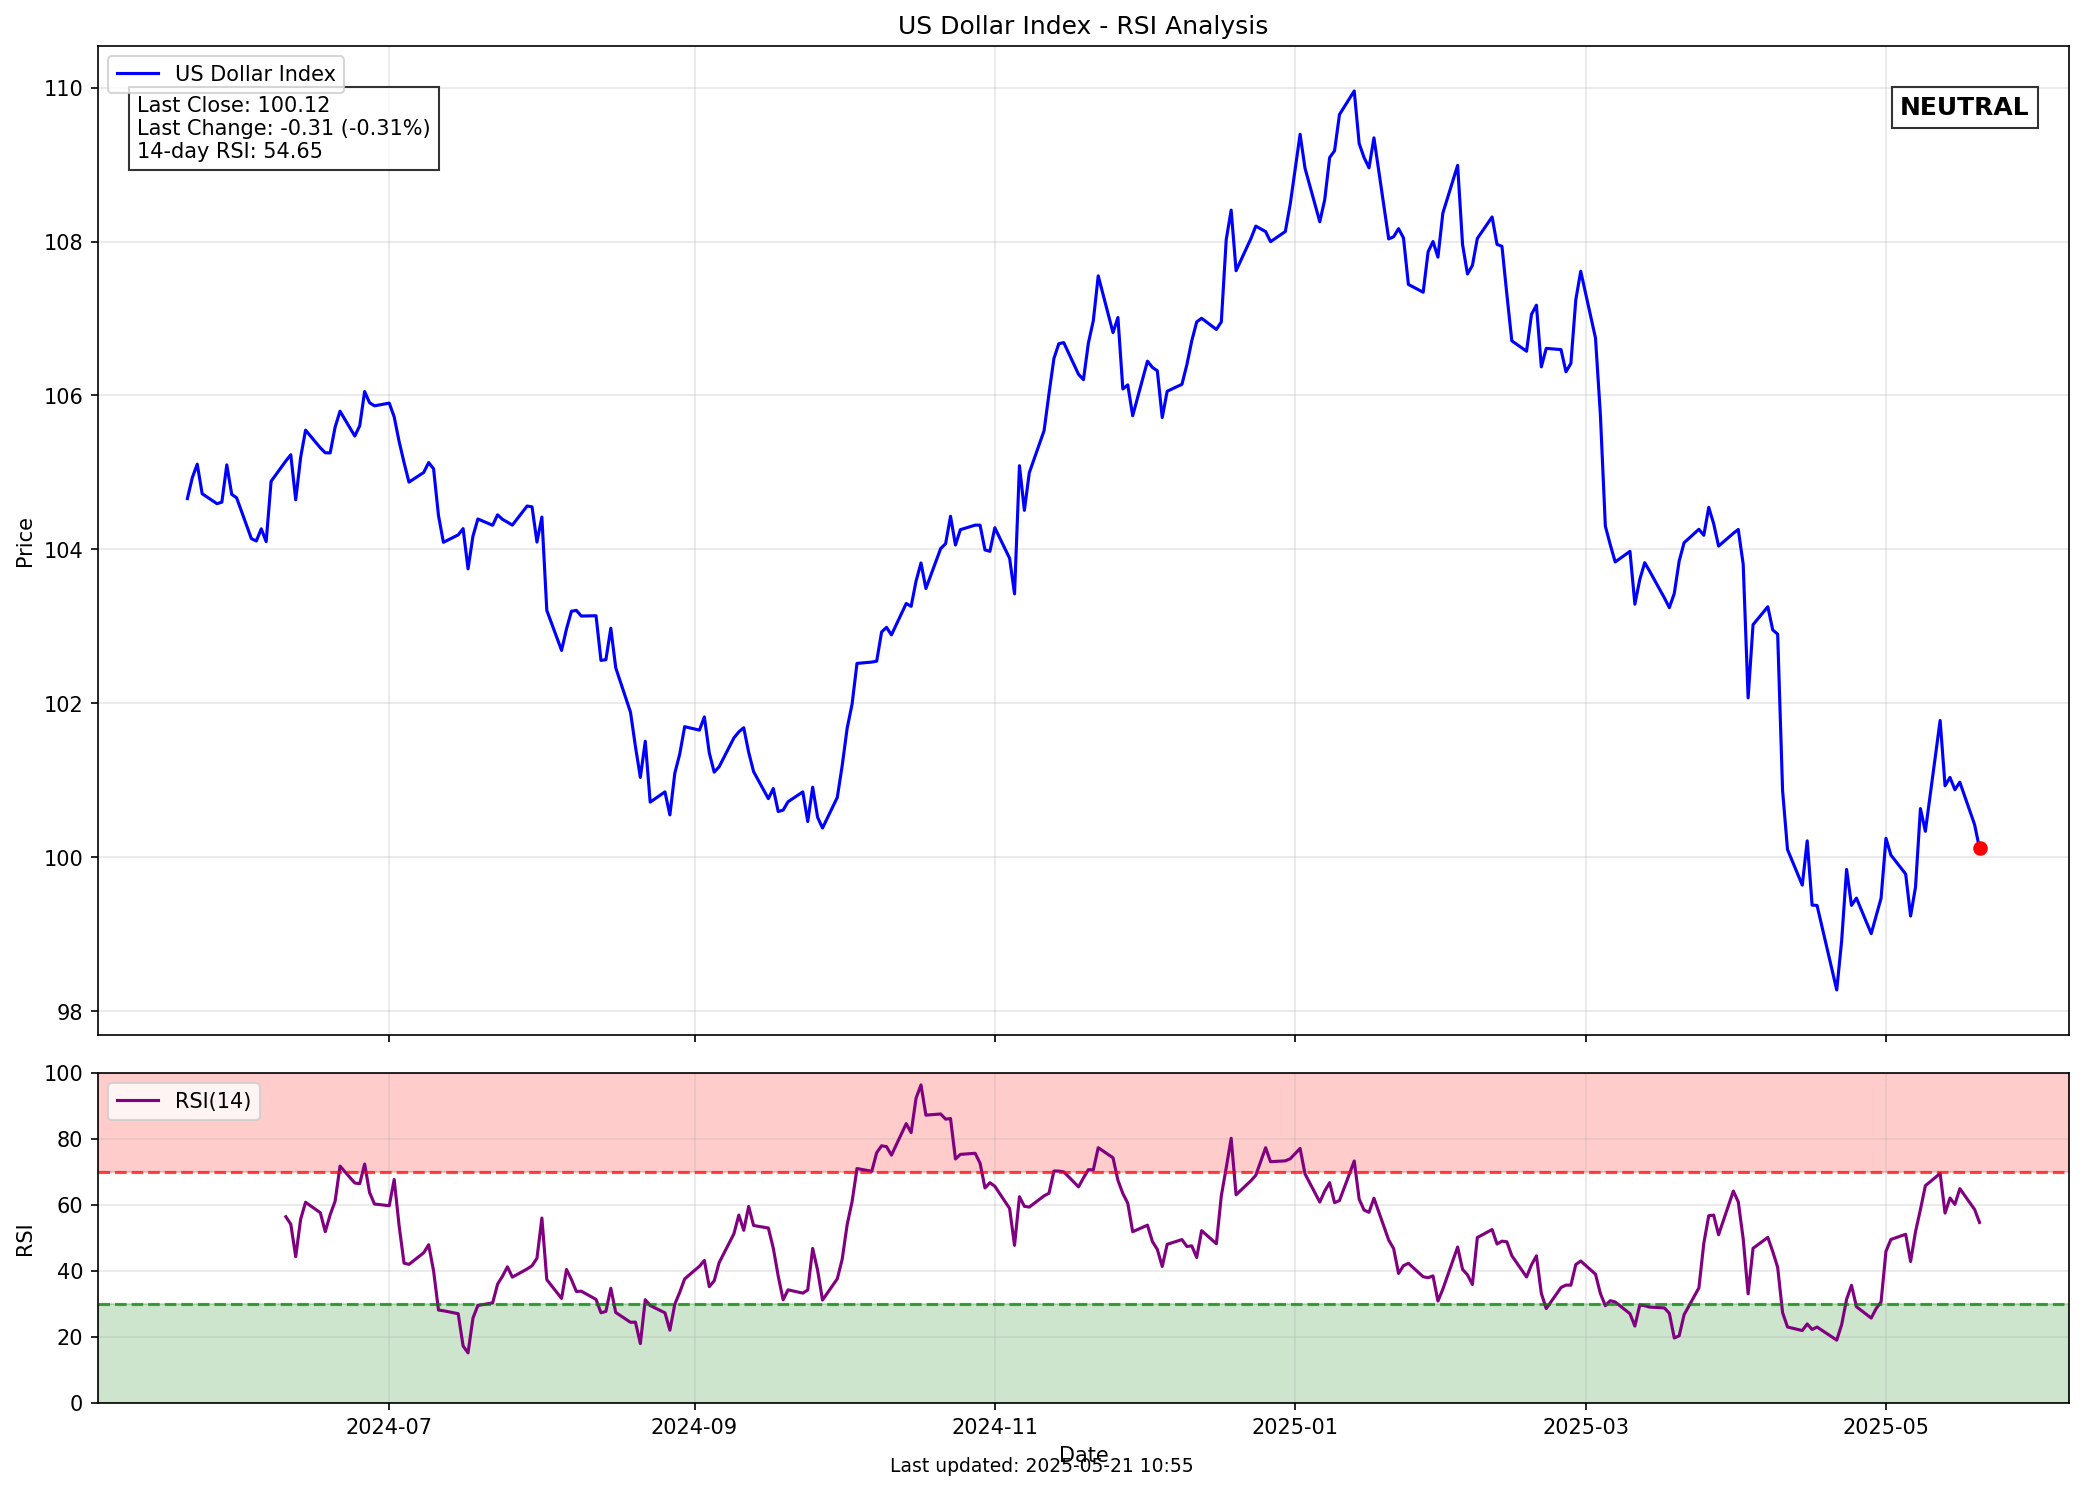 US Dollar Index - RSI Analysis
US Dollar Index
Last Close: 100.12
Last Change: -0.31 (-0.31%)
14-day RSI: 54.65
NEUTRAL
110
108
106
104
102
100
98
Price
RSI(14)
100
80
60
40
20
0
RSI
2024-07
2024-09
2024-11
2025-01
2025-03
2025-05
Date
Last updated: 2025-05-21 10:55